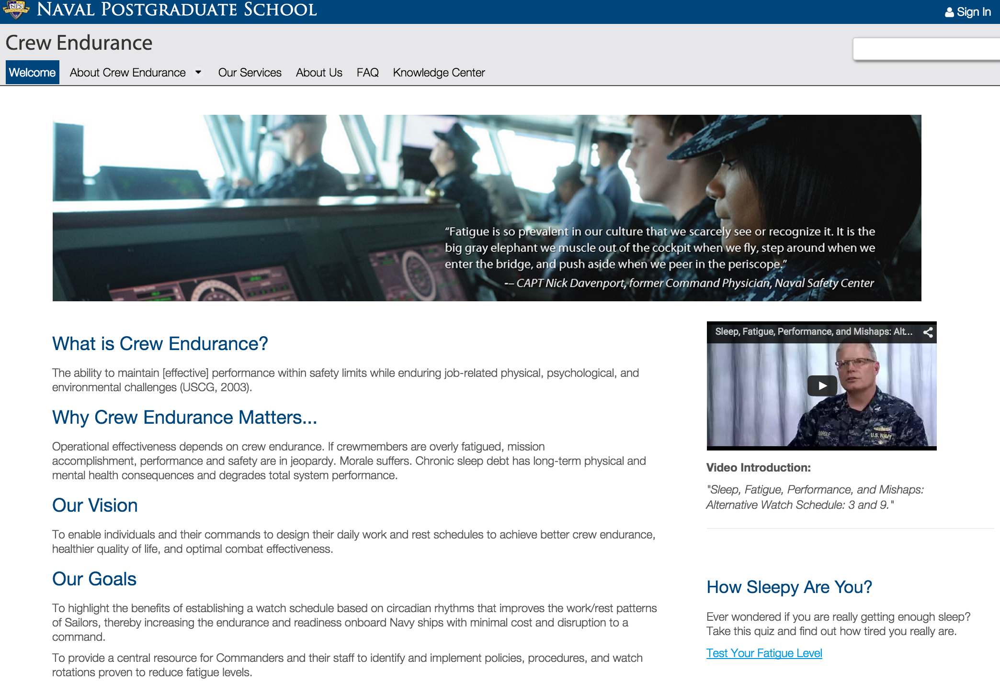 NPS
NAVAL POSTGRADUATE SCHOOL
Sign In
Crew Endurance
Welcome About Crew Endurance Our Services About Us FAQ Knowledge Center
“Fatigue is so prevalent in our culture that we scarcely see or recognize it. It is the
big gray elephant we muscle out of the cockpit when we fly, step around when we
enter the bridge, and push aside when we peer in the periscope.”
-– CAPT Nick Davenport, former Command Physician, Naval Safety Center
What is Crew Endurance?
The ability to maintain [effective] performance within safety limits while enduring job-related physical, psychological, and
environmental challenges (USCG, 2003).
Why Crew Endurance Matters...
Operational effectiveness depends on crew endurance. If crewmembers are overly fatigued, mission
accomplishment, performance and safety are in jeopardy. Morale suffers. Chronic sleep debt has long-term physical and
mental health consequences and degrades total system performance.
Our Vision
To enable individuals and their commands to design their daily work and rest schedules to achieve better crew endurance,
healthier quality of life, and optimal combat effectiveness.
Our Goals
To highlight the benefits of establishing a watch schedule based on circadian rhythms that improves the work/rest patterns
of Sailors, thereby increasing the endurance and readiness onboard Navy ships with minimal cost and disruption to a
command.
To provide a central resource for Commanders and their staff to identify and implement policies, procedures, and watch
rotations proven to reduce fatigue levels.
Sleep, Fatigue, Performance, and Mishaps: Alt...
U.S. NAVY
Video Introduction:
"Sleep, Fatigue, Performance, and Mishaps:
Alternative Watch Schedule: 3 and 9."
How Sleepy Are You?
Ever wondered if you are really getting enough sleep?
Take this quiz and find out how tired you really are.
Test Your Fatigue Level